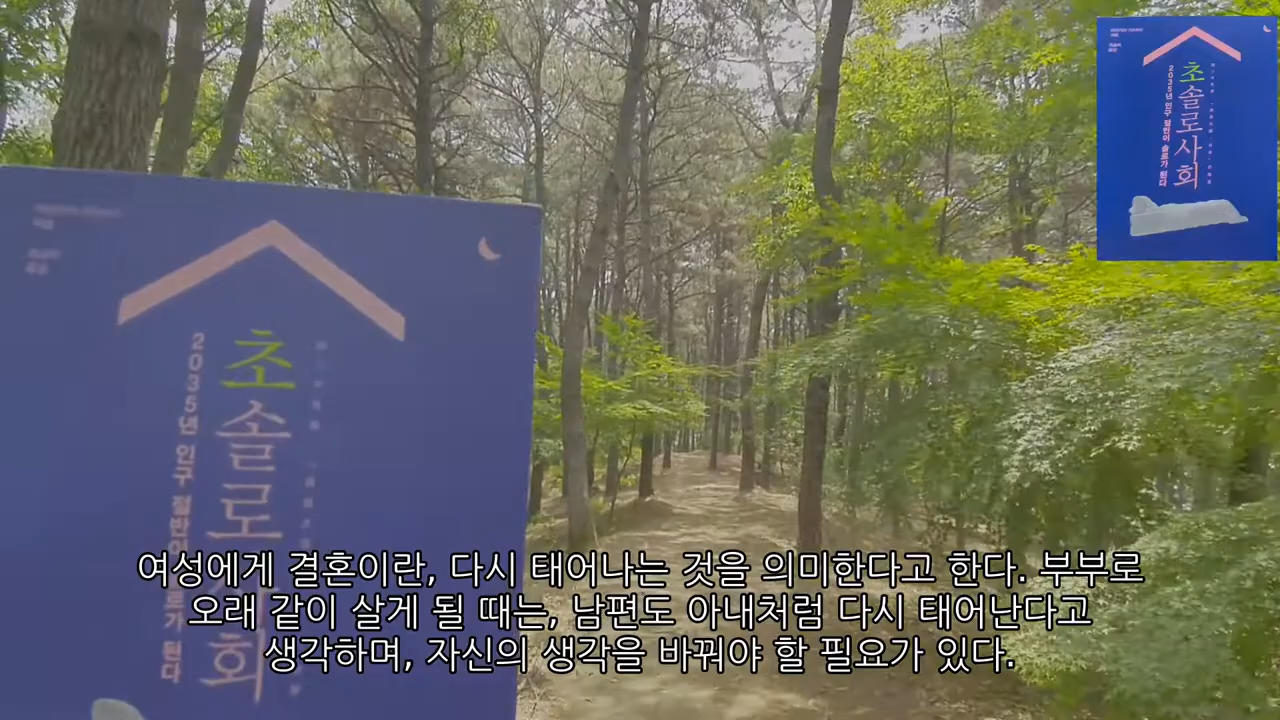 초솔로사회
2035년 인구 절반이 솔로가 된다
초솔로사회
2035년 인구 절반이 솔로가 된다
여성에게 결혼이란, 다시 태어나는 것을 의미한다고 한다. 부부로
오래 같이 살게 될 때는, 남편도 아내처럼 다시 태어난다고
생각하며, 자신의 생각을 바꿔야 할 필요가 있다.